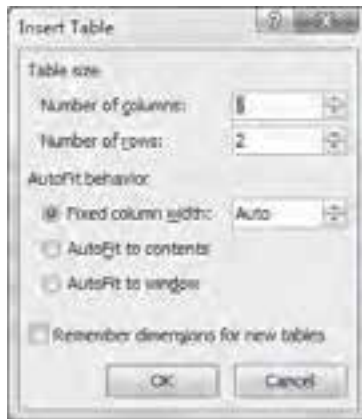 Insert Table
Table size
Number of columns: 5
Number of rows: 2
AutoFit behavior
Fixed column width: Auto
AutoFit to contents
AutoFit to window
Remember dimensions for new tables
OK Cancel